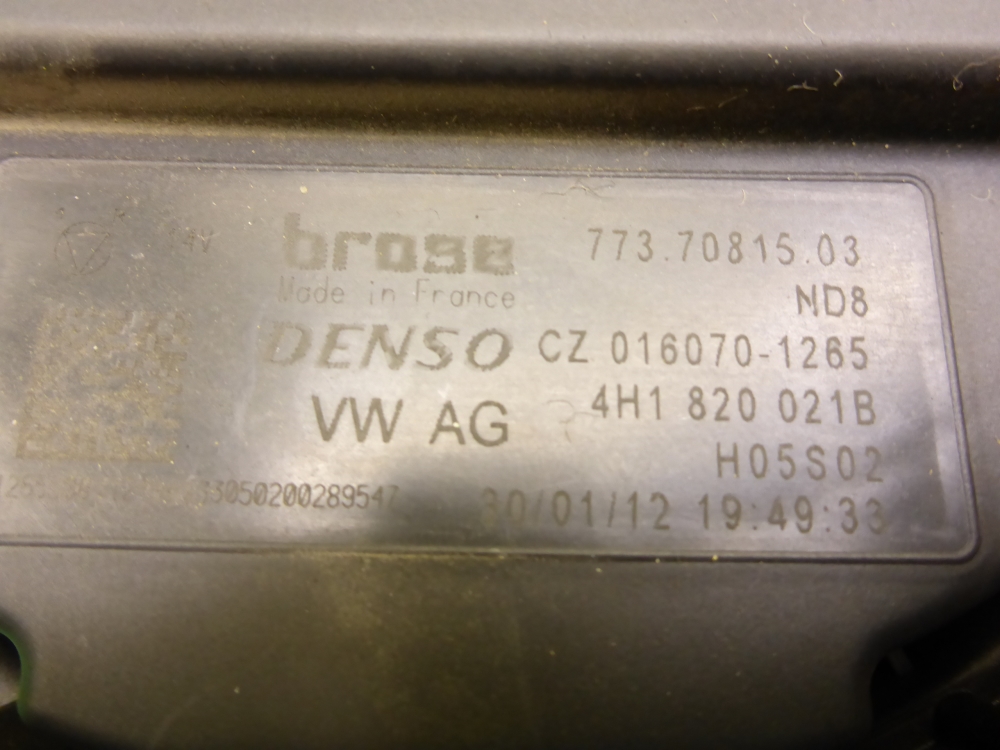 brose 773.70815.03
Made in France ND8
DENSO CZ 016070-1265
VW AG 4H1 820 021B
H05S02
30/01/12 19:49:33